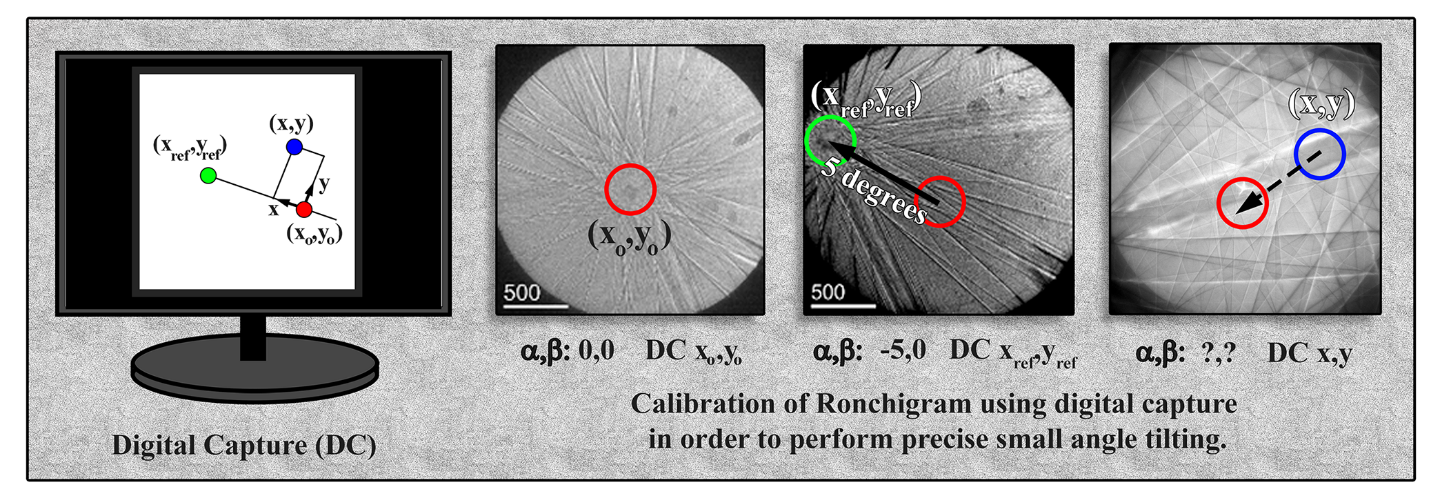 (x,y)
(xref,yref)
y
x
(xo,yo)
Digital Capture (DC)
(xo,yo)
500
α,β: 0,0 DC xo,yo
(xref,yref)
5 degrees
500
α,β: -5,0 DC xref,yref
(x,y)
α,β: ?,? DC x,y
Calibration of Ronchigram using digital capture
in order to perform precise small angle tilting.